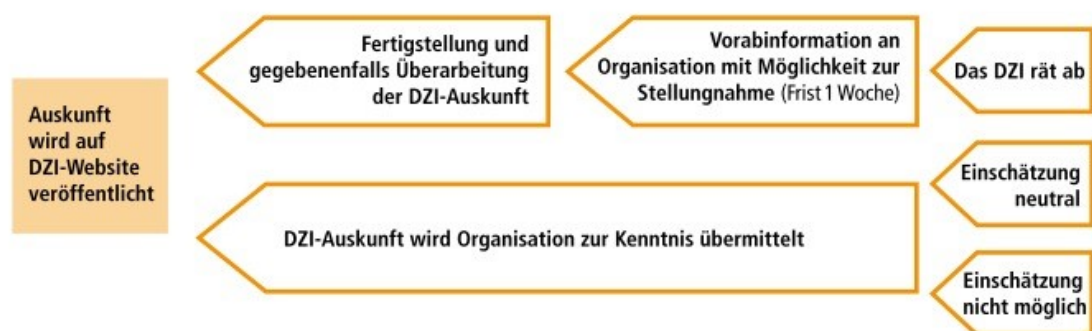 Auskunft
wird auf
DZI-Website
veröffentlicht
Fertigstellung und
gegebenenfalls Überarbeitung
der DZI-Auskunft
Vorabinformation an
Organisation mit Möglichkeit zur
Stellungnahme (Frist 1 Woche)
Das DZI rät ab
DZI-Auskunft wird Organisation zur Kenntnis übermittelt
Einschätzung
neutral
Einschätzung
nicht möglich